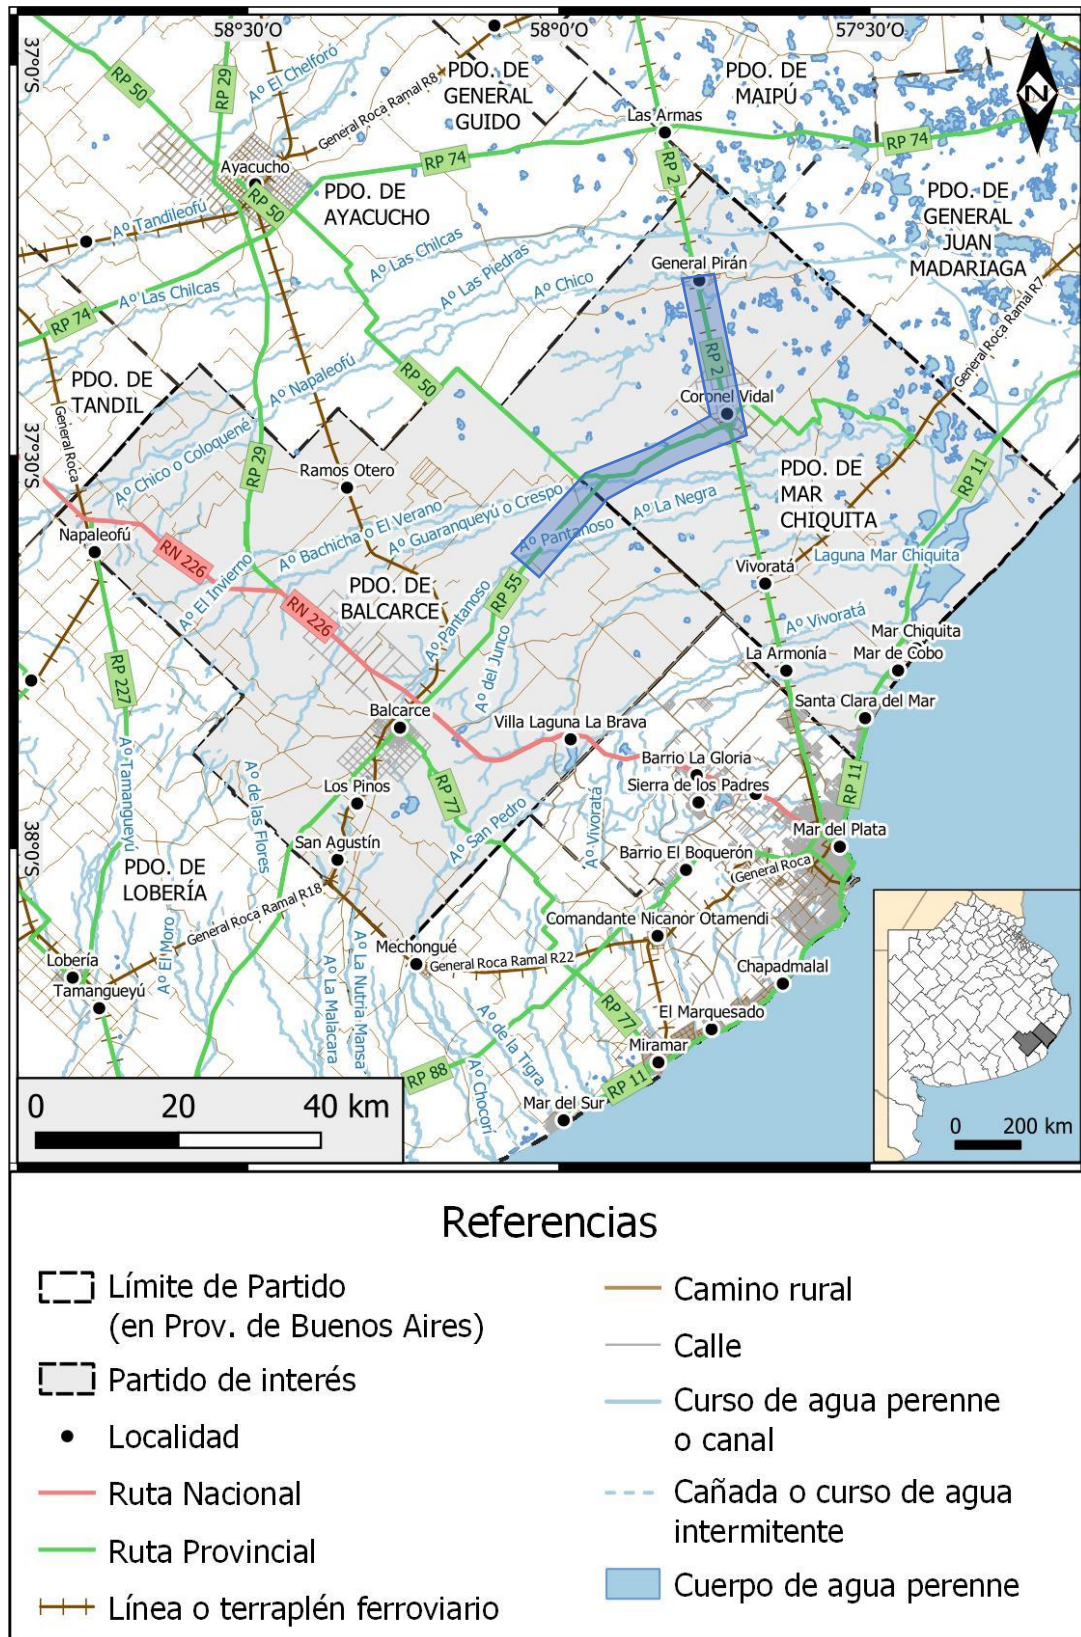 58°30'O
58°0'O
57°30'O
37°0'S
37°30'S
38°0'S
N
RP 50
RP 29
Aº El Chelforó
General Roca Ramal R8
PDO. DE
GENERAL
GUIDO
PDO. DE
MAIPÚ
Las Armas
RP 74
RP 74
RP 2
Ayacucho
RP 50
PDO. DE
AYACUCHO
Aº Tandileofú
PDO. DE
GENERAL
JUAN
MADARIAGA
Aº Las Chilcas
Aº Las Chilcas
Aº Las Piedras
Aº Chico
General Pirán
RP 74
General Roca Ramal R7
RP 2
RP 50
PDO. DE
TANDIL
Aº Napaleofú
Coronel Vidal
General Roca
Aº Chico o Coloquené
RP 29
Ramos Otero
PDO. DE
MAR
CHIQUITA
RP 11
Napaleofú
RN 226
Aº Bachicha o El Verano
Aº Guaranqueyú o Crespo
Aº La Negra
Aº Pantanoso
Laguna Mar Chiquita
Vivoratá
Aº El Invierno
PDO. DE
BALCARCE
RP 55
RN 226
Aº Pantanoso
Aº Vivoratá
Mar Chiquita
La Armonía
Mar de Cobo
RP 227
Aº del Junco
Santa Clara del Mar
Balcarce
Villa Laguna La Brava
Aº Tamangueyú
Aº de las Flores
Barrio La Gloria
RP 11
RP 77
Los Pinos
Sierra de los Padres
Aº San Pedro
Aº Vivoratá
Mar del Plata
San Agustín
Barrio El Boquerón
General Roca
PDO. DE
LOBERÍA
General Roca Ramal R18
Comandante Nicanor Otamendi
Mechongué
General Roca Ramal R22
Lobería
Aº El Moro
Aº La Malacara
Aº La Nutria Mansa
Chapadmalal
Tamangueyú
RP 77
El Marquesado
Aº de la Tigra
Miramar
RP 88
RP 11
Aº Chocorí
Mar del Sur
0 20 40 km
0 200 km
Referencias
Límite de Partido
(en Prov. de Buenos Aires)
Partido de interés
Localidad
Ruta Nacional
Ruta Provincial
Línea o terraplén ferroviario
Camino rural
Calle
Curso de agua perenne
o canal
Cañada o curso de agua
intermitente
Cuerpo de agua perenne